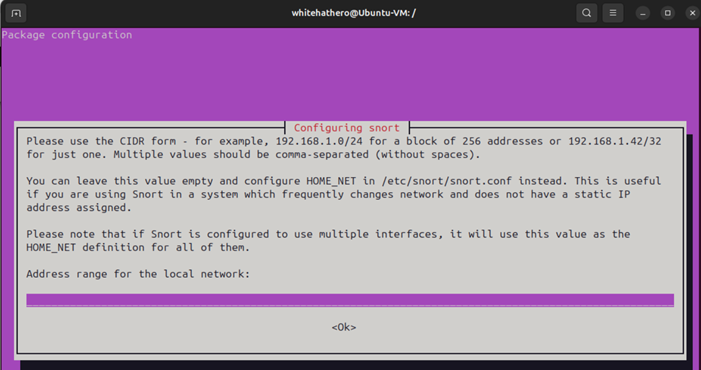 whitehathero@Ubuntu-VM: /
Package configuration
Configuring snort
Please use the CIDR form - for example, 192.168.1.0/24 for a block of 256 addresses or 192.168.1.42/32
for just one. Multiple values should be comma-separated (without spaces).
You can leave this value empty and configure HOME_NET in /etc/snort/snort.conf instead. This is useful
if you are using Snort in a system which frequently changes network and does not have a static IP
address assigned.
Please note that if Snort is configured to use multiple interfaces, it will use this value as the
HOME_NET definition for all of them.
Address range for the local network:
<Ok>